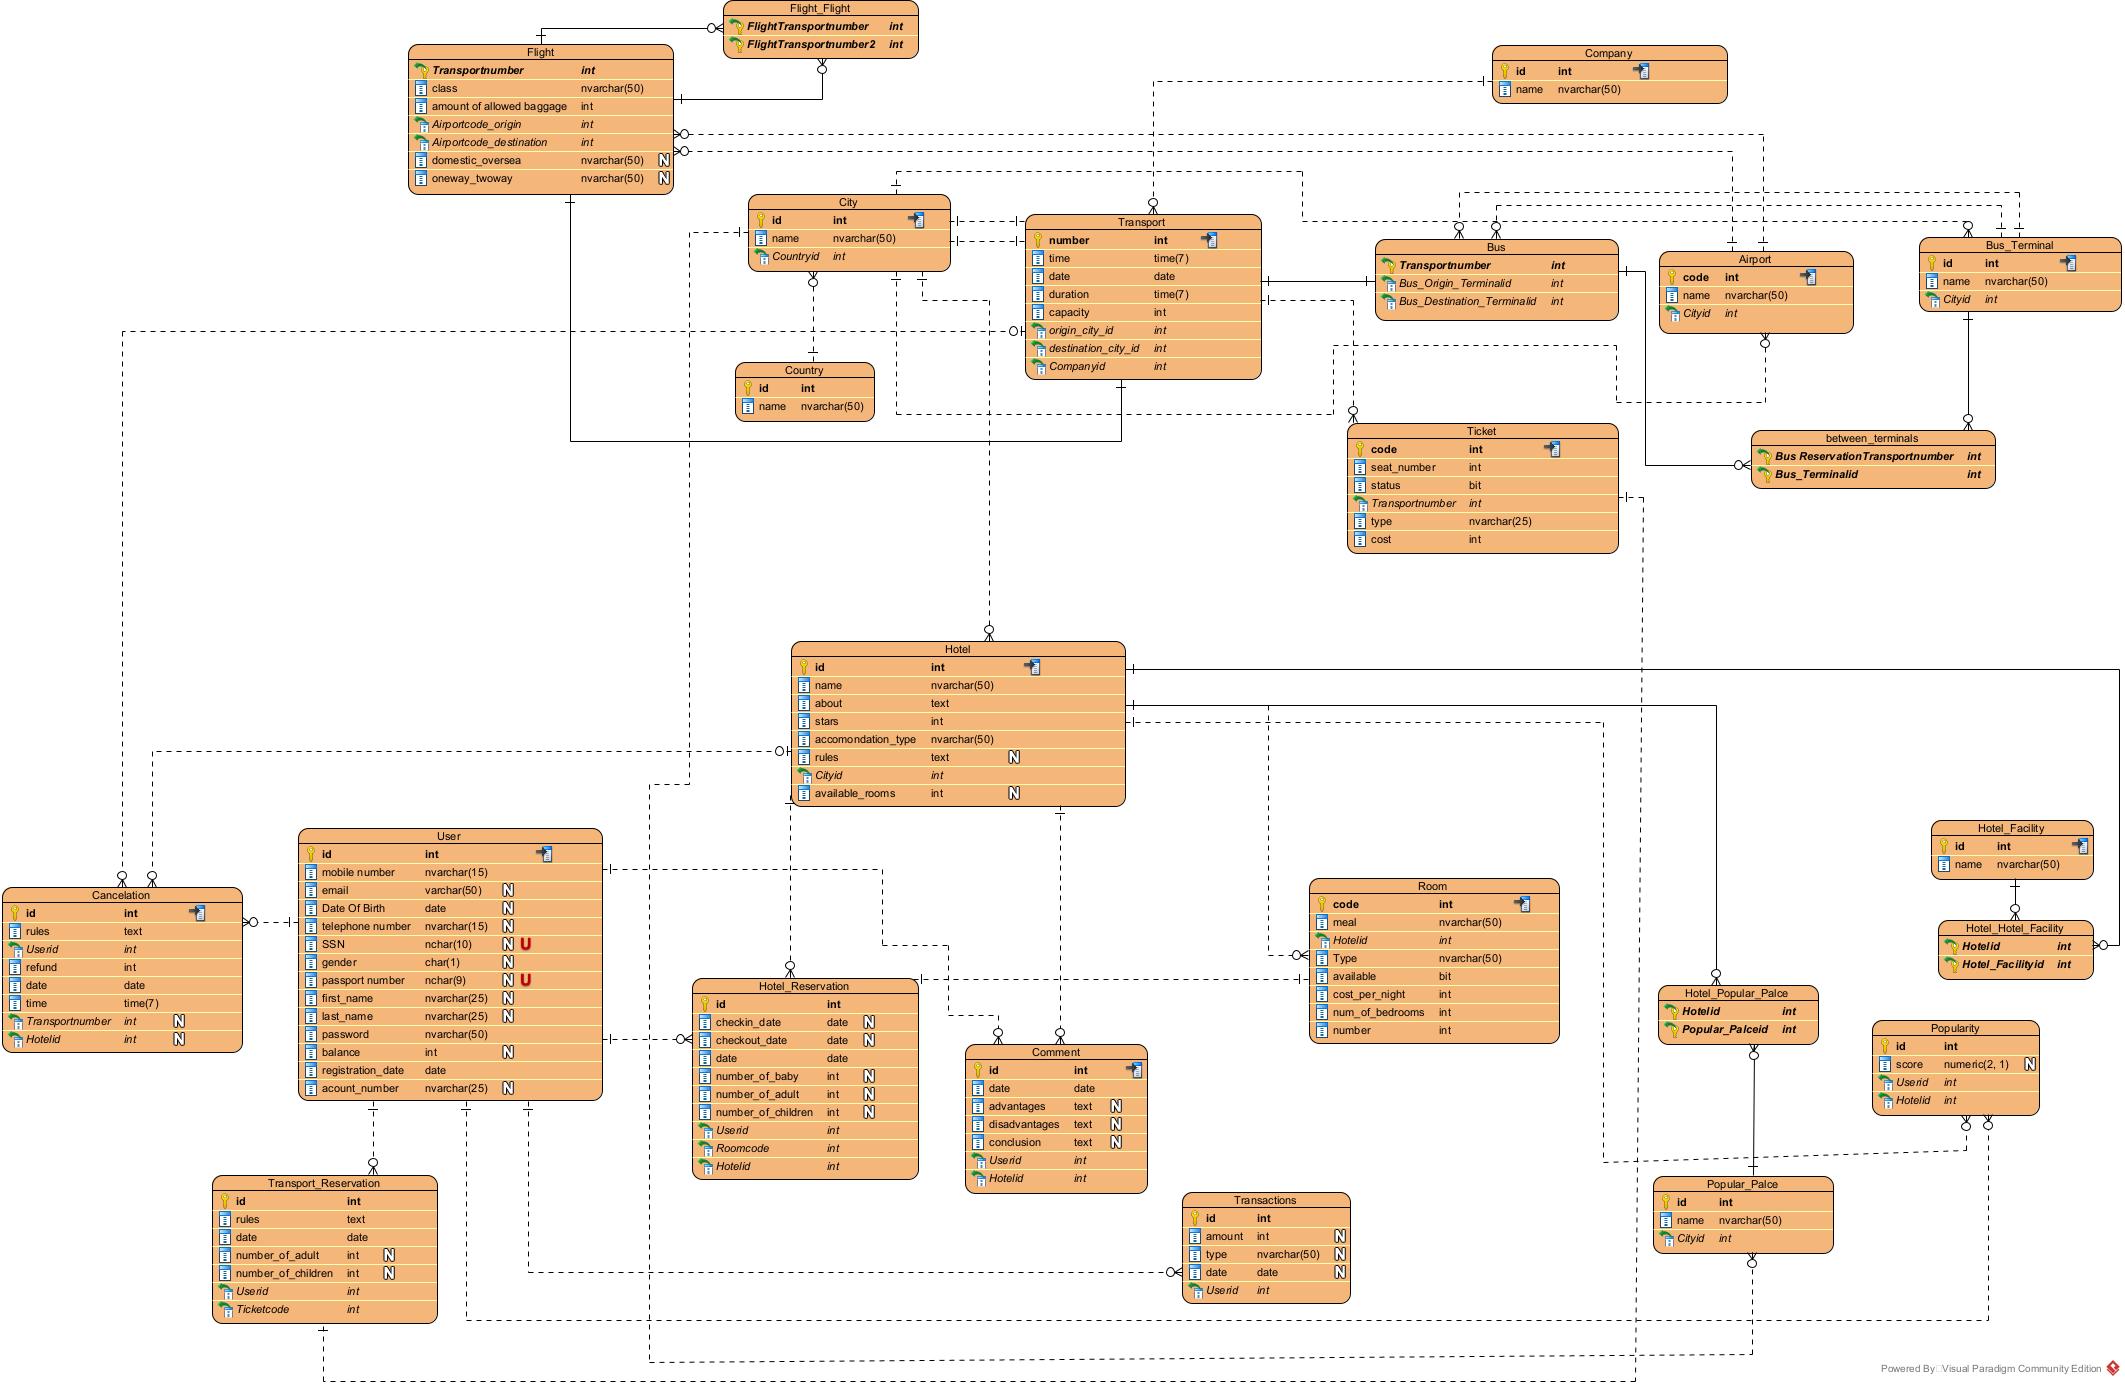 Flight_Flight
FlightTransportnumber int
FlightTransportnumber2 int
Flight
Transportnumber int
class nvarchar(50)
amount of allowed baggage int
Airportcode_origin int
Airportcode_destination int
domestic_oversea nvarchar(50) N
oneway_twoway nvarchar(50) N
Company
id int
name nvarchar(50)
City
id int
name nvarchar(50)
Countryid int
Transport
number int
time time(7)
date date
duration time(7)
capacity int
origin_city_id int
destination_city_id int
Companyid int
Bus
Transportnumber int
Bus_Origin_Terminalid int
Bus_Destination_Terminalid int
Airport
code int
name nvarchar(50)
Cityid int
Bus_Terminal
id int
name nvarchar(50)
Cityid int
Country
id int
name nvarchar(50)
Ticket
code int
seat_number int
status bit
Transportnumber int
type nvarchar(25)
cost int
between_terminals
Bus ReservationTransportnumber int
Bus_Terminalid int
Hotel
id int
name nvarchar(50)
about text
stars int
accomondation_type nvarchar(50)
rules text N
Cityid int
available_rooms int N
Cancelation
id int
rules text
Userid int
refund int
date date
time time(7)
Transportnumber int N
Hotelid int N
User
id int
mobile number nvarchar(15)
email varchar(50) N
Date Of Birth date N
telephone number nvarchar(15) N
SSN nchar(10) N U
gender char(1) N
passport number nchar(9) N U
first_name nvarchar(25) N
last_name nvarchar(25) N
password nvarchar(50)
balance int N
registration_date date
acount_number nvarchar(25) N
Hotel_Reservation
id int
checkin_date date N
checkout_date date N
date date
number_of_baby int N
number_of_adult int N
number_of_children int N
Userid int
Roomcode int
Hotelid int
Comment
id int
date date
advantages text N
disadvantages text N
conclusion text N
Userid int
Hotelid int
Room
code int
meal nvarchar(50)
Hotelid int
Type nvarchar(50)
available bit
cost_per_night int
num_of_bedrooms int
number int
Hotel_Facility
id int
name nvarchar(50)
Hotel_Hotel_Facility
Hotelid int
Hotel_Facilityid int
Hotel_Popular_Palce
Hotelid int
Popular_Palceid int
Popularity
id int
score numeric(2, 1) N
Userid int
Hotelid int
Transport_Reservation
id int
rules text
date date
number_of_adult int N
number_of_children int N
Userid int
Ticketcode int
Transactions
id int
amount int N
type nvarchar(50) N
date date N
Userid int
Popular_Palce
id int
name nvarchar(50)
Cityid int
Powered By Visual Paradigm Community Edition